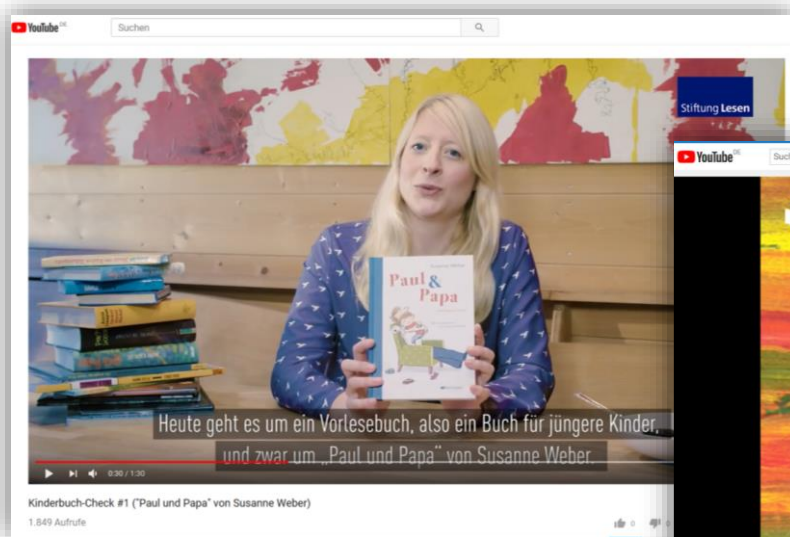 YouTube DE
Suchen
Stiftung Lesen
Paul &
Papa
Heute geht es um ein Vorlesebuch, also ein Buch für jüngere Kinder,
und zwar um „Paul und Papa“ von Susanne Weber.
0:30 / 1:30
Kinderbuch-Check #1 ("Paul und Papa" von Susanne Weber)
1.849 Aufrufe
0
0
YouTube DE